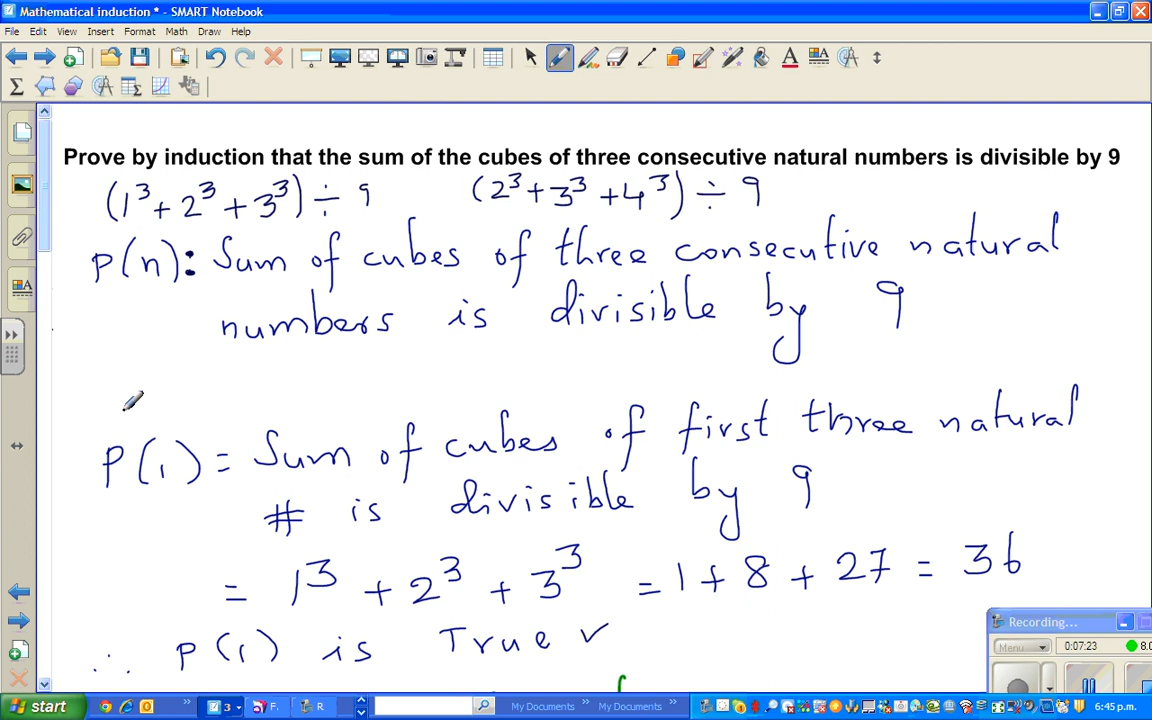 Mathematical induction * - SMART Notebook
File Edit View Insert Format Math Draw Help
Prove by induction that the sum of the cubes of three consecutive natural numbers is divisible by 9
(1³ + 2³ + 3³) ÷ 9 (2³ + 3³ + 4³) ÷ 9
P(n): Sum of cubes of three consecutive natural
numbers is divisible by 9
P(1) = Sum of cubes of first three natural
# is divisible by 9
= 1³ + 2³ + 3³ = 1 + 8 + 27 = 36
∴ P(1) is True ✓
Recording...
Menu 0:07:23 8.0
start 3 F. R My Documents My Documents 6:45 p.m.